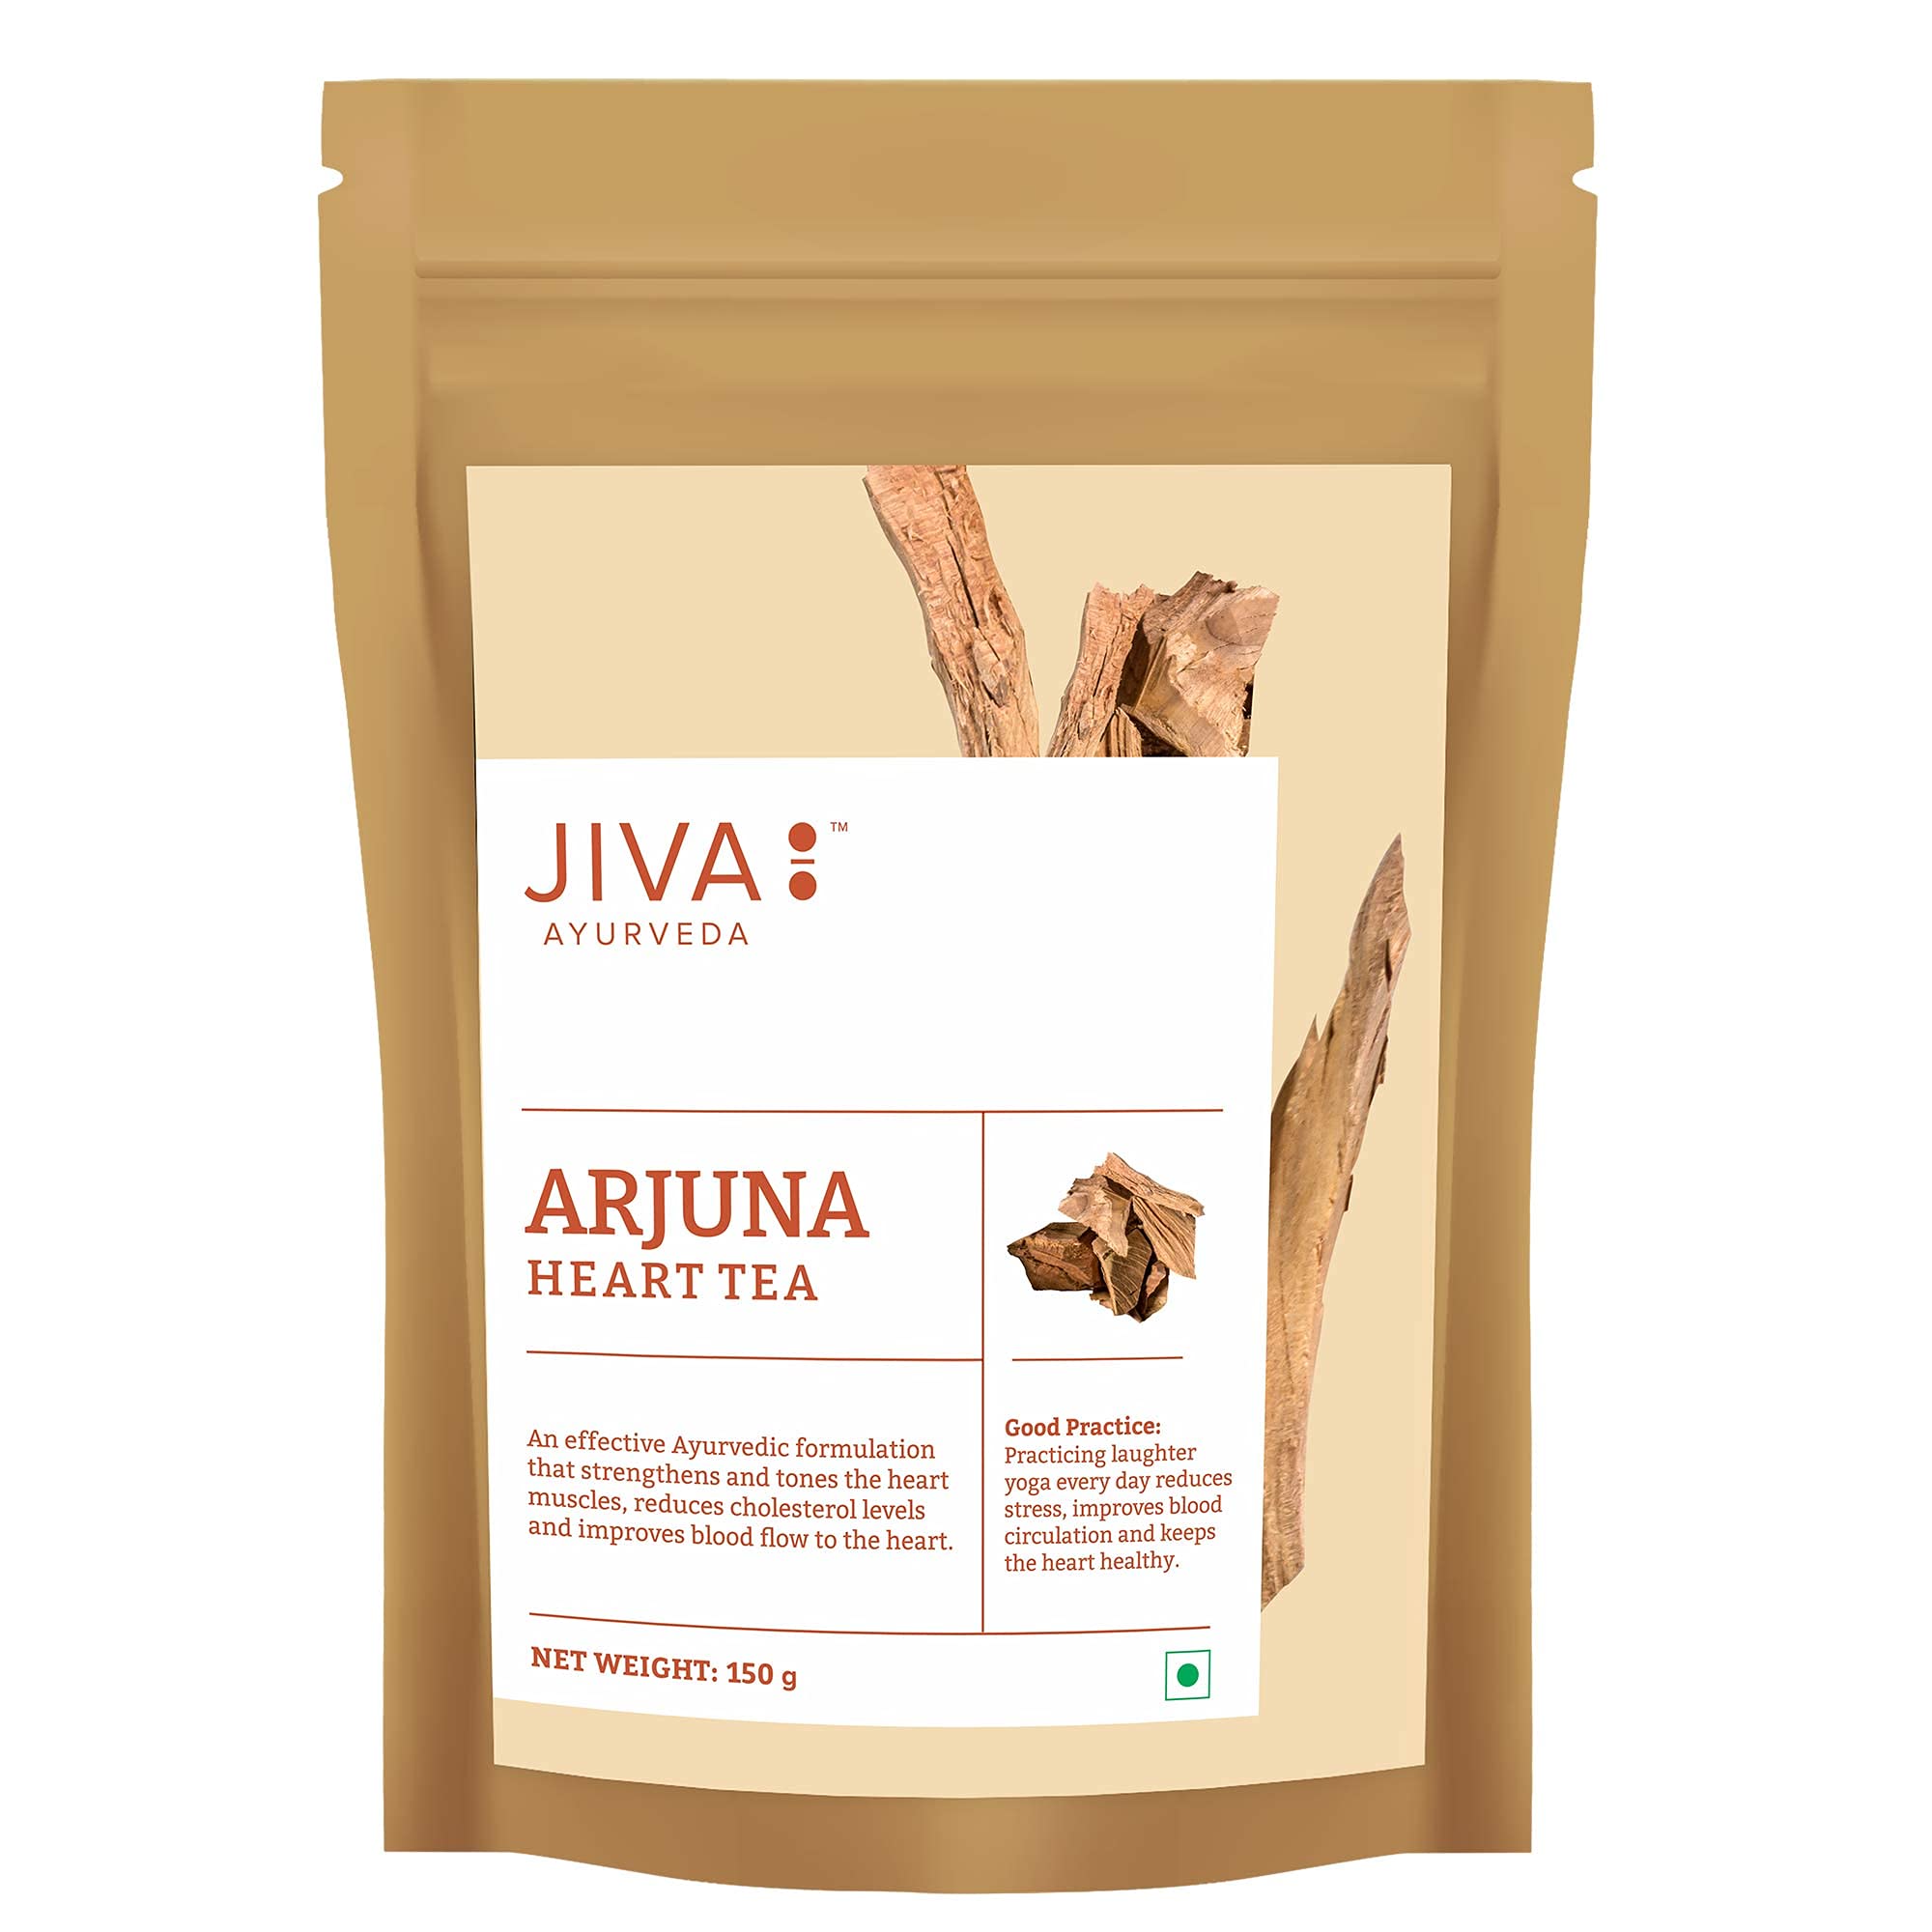 JIVA ™
AYURVEDA
ARJUNA
HEART TEA
An effective Ayurvedic formulation
that strengthens and tones the heart
muscles, reduces cholesterol levels
and improves blood flow to the heart.
Good Practice:
Practicing laughter
yoga every day reduces
stress, improves blood
circulation and keeps
the heart healthy.
NET WEIGHT: 150 g